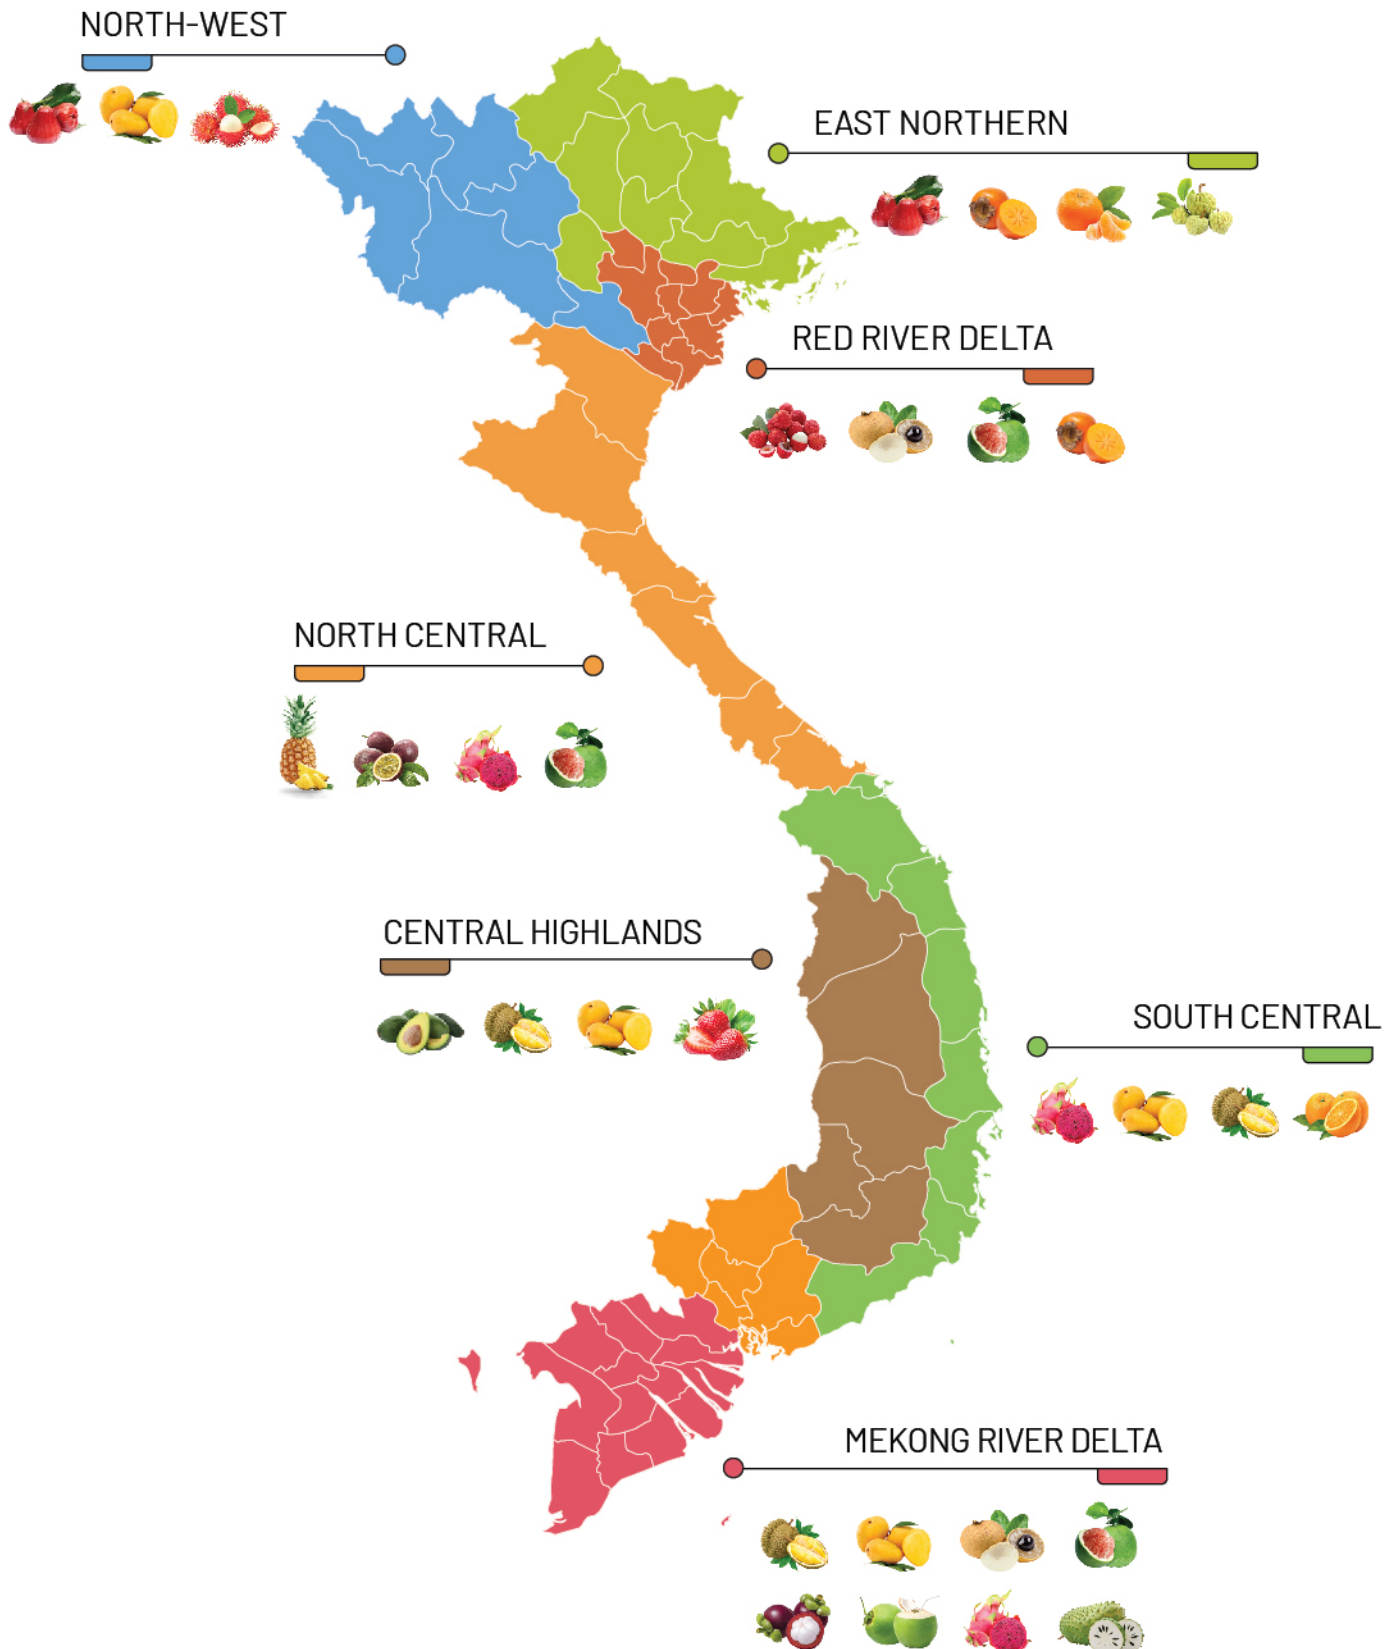 NORTH-WEST
EAST NORTHERN
RED RIVER DELTA
NORTH CENTRAL
CENTRAL HIGHLANDS
SOUTH CENTRAL
MEKONG RIVER DELTA